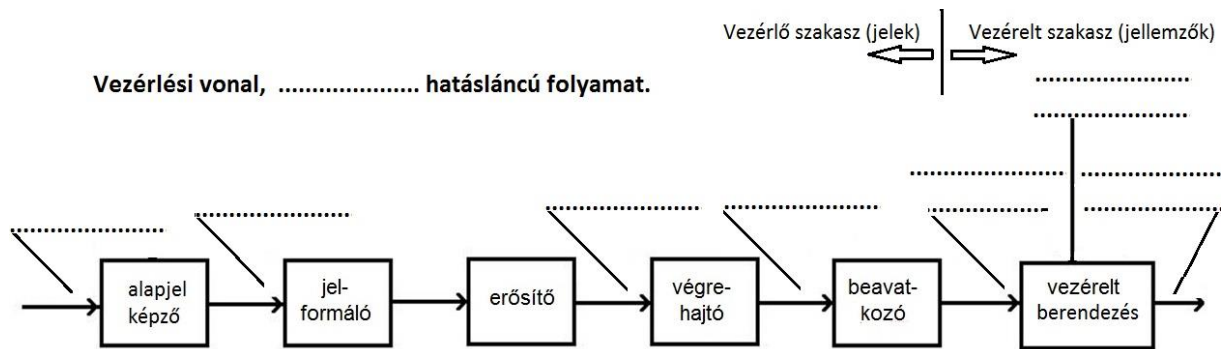 Vezérlő szakasz (jelek) Vezérelt szakasz (jellemzők)
Vezérlési vonal, ..................... hatásláncú folyamat.
alapjel
képző
jel-
formáló
erősítő
végre-
hajtó
beavat-
kozó
vezérelt
berendezés